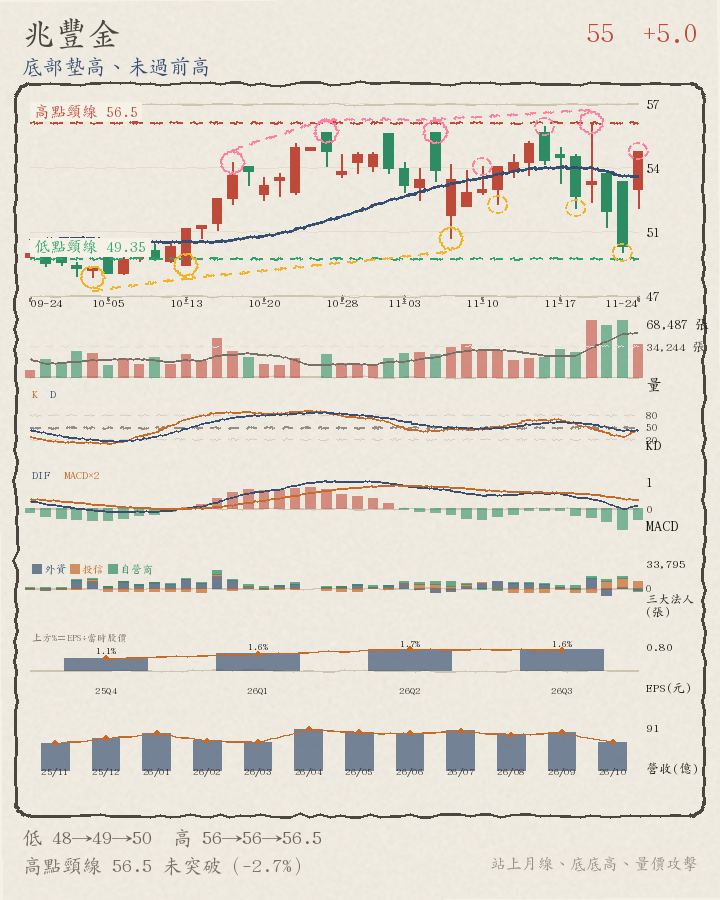 兆豐金
55 +5.0
底部墊高、未過前高
高點頸線 56.5
57
54
51
47
低點頸線 49.35
09-24 10-05 10-13 10-20 10-28 11-03 11-10 11-17 11-24
68,487 張
34,244 張
量
K D
80
50
20
KD
DIF MACD×2
1
0
MACD
外資 投信 自營商
33,795
0
三大法人
(張)
上方%=EPS÷當時股價
1.1% 1.6% 1.7% 1.6%
0.80
25Q4 26Q1 26Q2 26Q3
EPS(元)
91
25/11 25/12 26/01 26/02 26/03 26/04 26/05 26/06 26/07 26/08 26/09 26/10
營收(億)
低 48→49→50 高 56→56→56.5
高點頸線 56.5 未突破 (-2.7%)
站上月線、底底高、量價攻擊